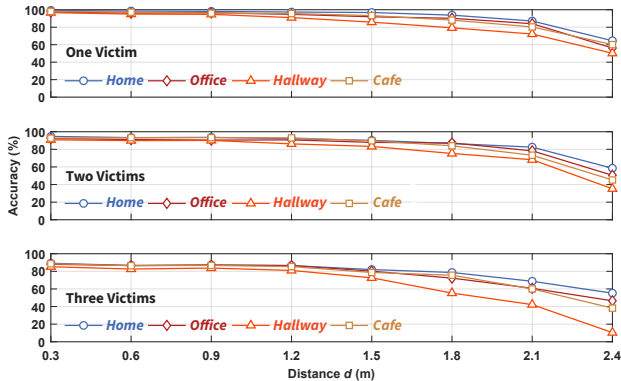 100
80
60
40
20
0
One Victim
Home Office Hallway Cafe
100
80
60
40
20
0
Two Victims
Home Office Hallway Cafe
Accuracy (%)
100
80
60
40
20
0
Three Victims
Home Office Hallway Cafe
0.3 0.6 0.9 1.2 1.5 1.8 2.1 2.4
Distance d (m)